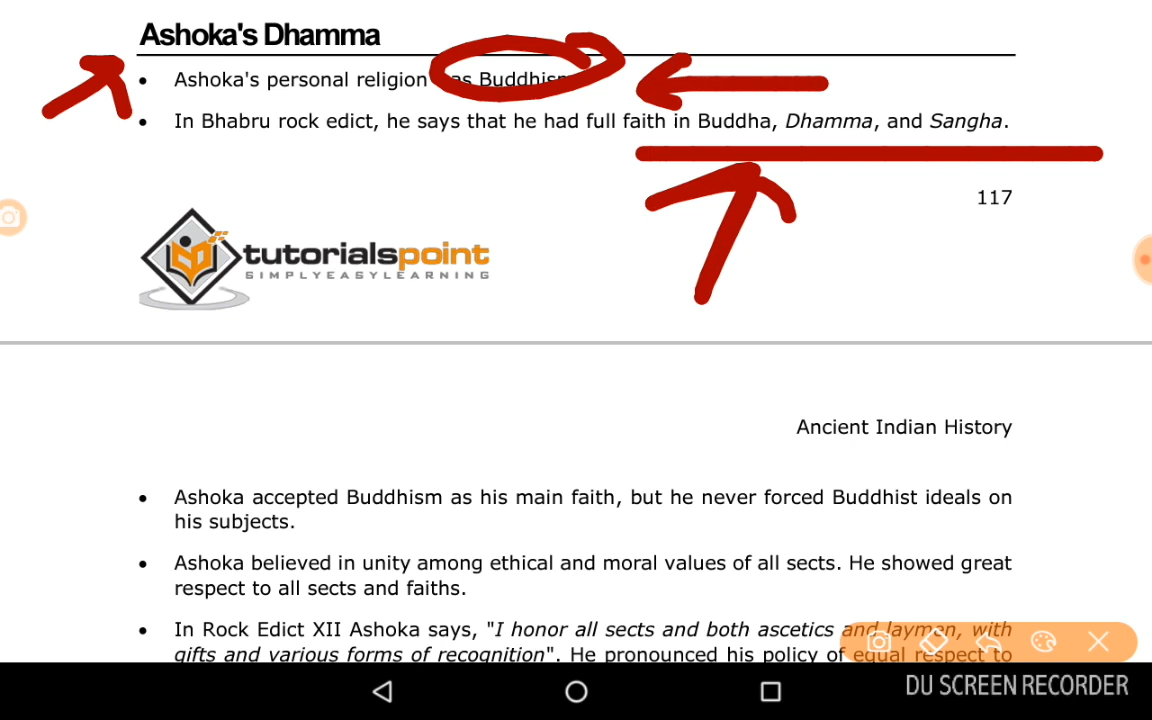 Ashoka's Dhamma
• Ashoka's personal religion was Buddhism
• In Bhabru rock edict, he says that he had full faith in Buddha, Dhamma, and Sangha.
117
tutorialspoint
SIMPLYEASYLEARNING
Ancient Indian History
• Ashoka accepted Buddhism as his main faith, but he never forced Buddhist ideals on
his subjects.
• Ashoka believed in unity among ethical and moral values of all sects. He showed great
respect to all sects and faiths.
• In Rock Edict XII Ashoka says, "I honor all sects and both ascetics and laymen, with
gifts and various forms of recognition". He pronounced his policy of equal respect to
DU SCREEN RECORDER